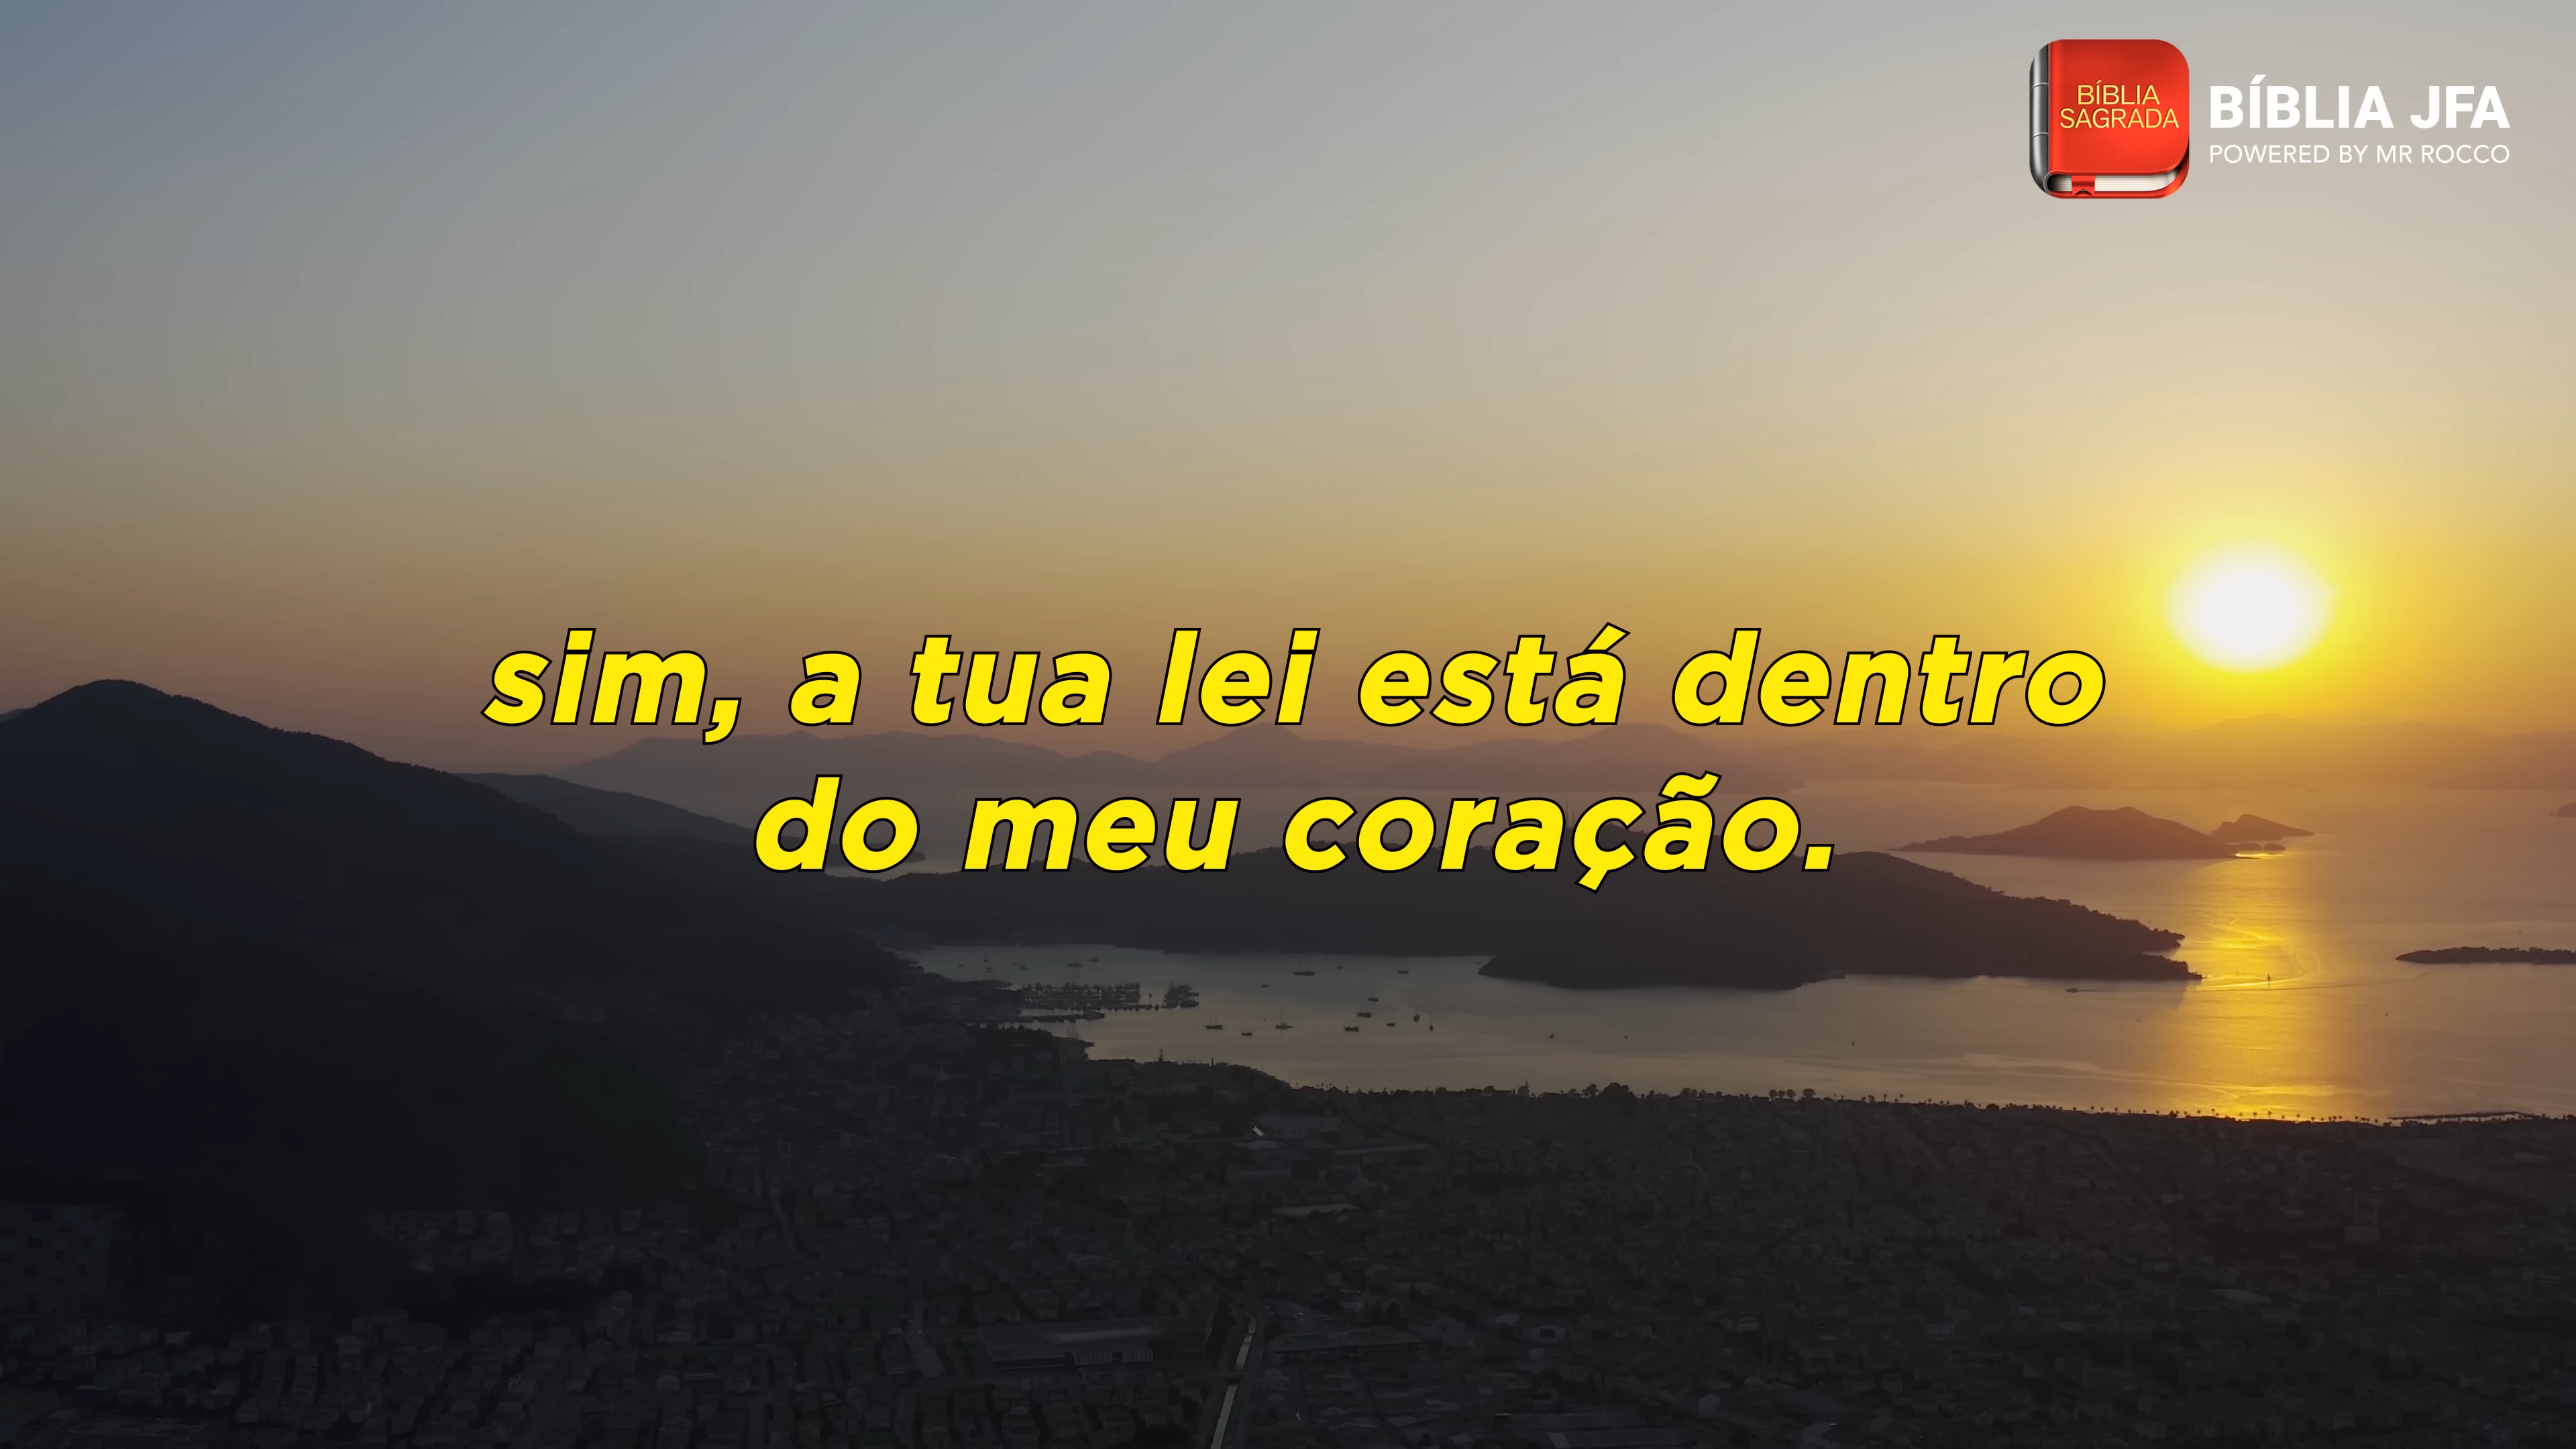 BÍBLIA
SAGRADA
BÍBLIA JFA
POWERED BY MR ROCCO
sim, a tua lei está dentro
do meu coração.